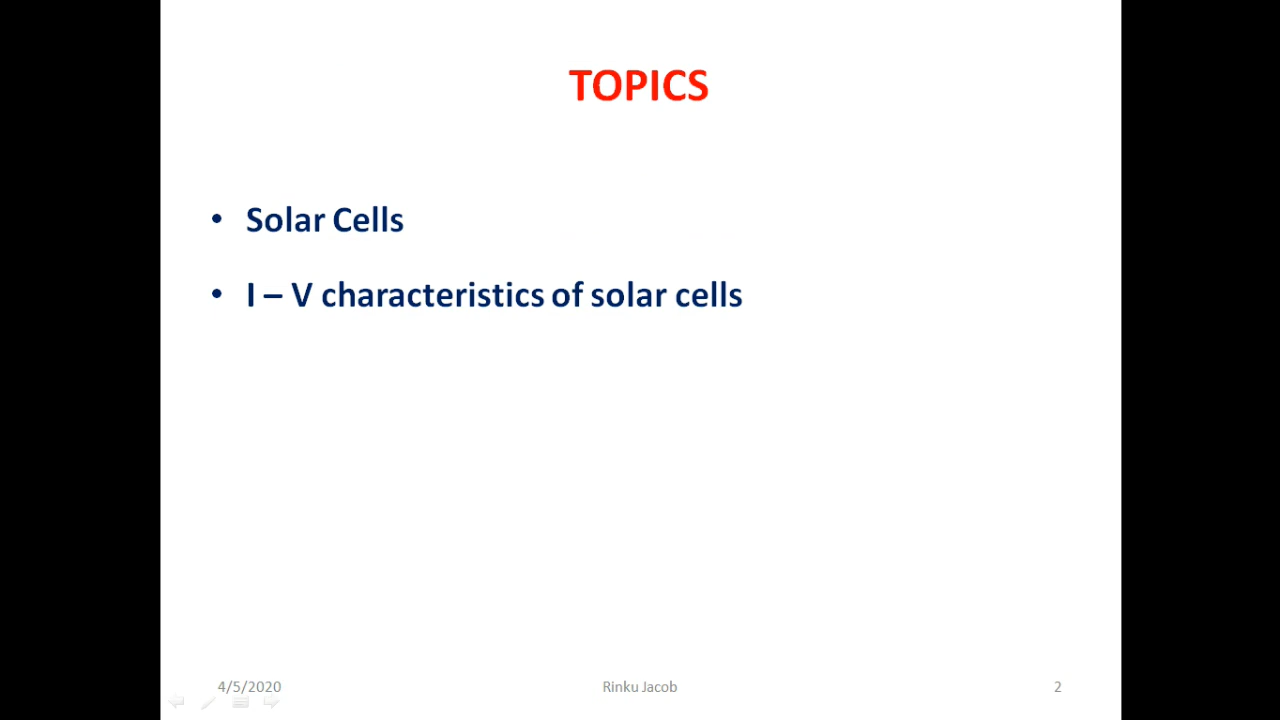 TOPICS
• Solar Cells
• I – V characteristics of solar cells
4/5/2020 Rinku Jacob 2